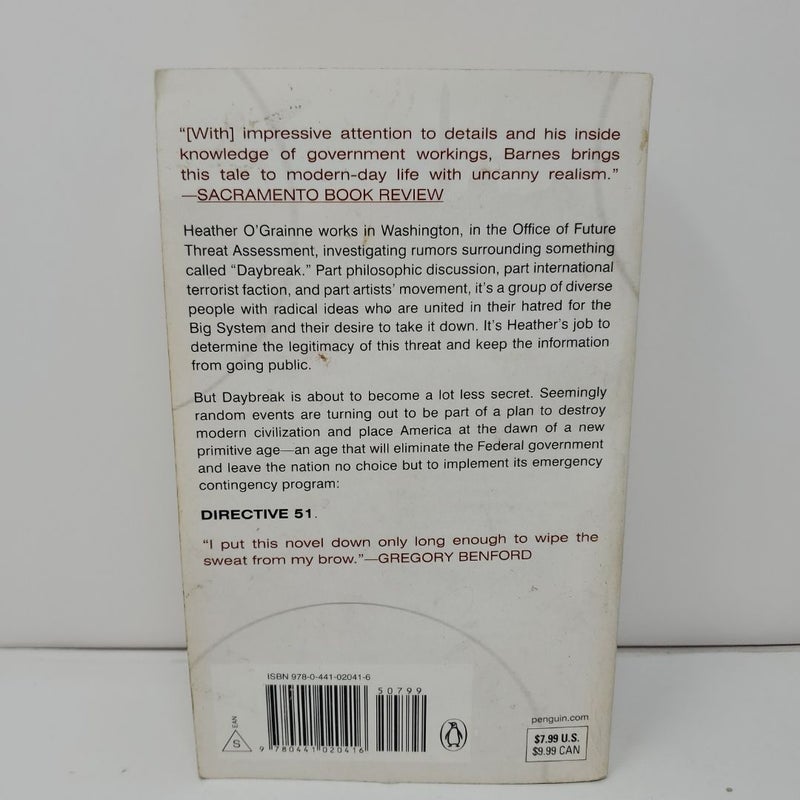 “[With] impressive attention to details and his inside
knowledge of government workings, Barnes brings
this tale to modern-day life with uncanny realism.”
—SACRAMENTO BOOK REVIEW
Heather O’Grainne works in Washington, in the Office of Future
Threat Assessment, investigating rumors surrounding something
called “Daybreak.” Part philosophic discussion, part international
terrorist faction, and part artists’ movement, it’s a group of diverse
people with radical ideas who are united in their hatred for the
Big System and their desire to take it down. It’s Heather’s job to
determine the legitimacy of this threat and keep the information
from going public.
But Daybreak is about to become a lot less secret. Seemingly
random events are turning out to be part of a plan to destroy
modern civilization and place America at the dawn of a new
primitive age—an age that will eliminate the Federal government
and leave the nation no choice but to implement its emergency
contingency program:
DIRECTIVE 51.
“I put this novel down only long enough to wipe the
sweat from my brow.”—GREGORY BENFORD
ISBN 978-0-441-02041-6
50799
EAN
S
9 780441 020416
penguin.com
$7.99 U.S.
$9.99 CAN